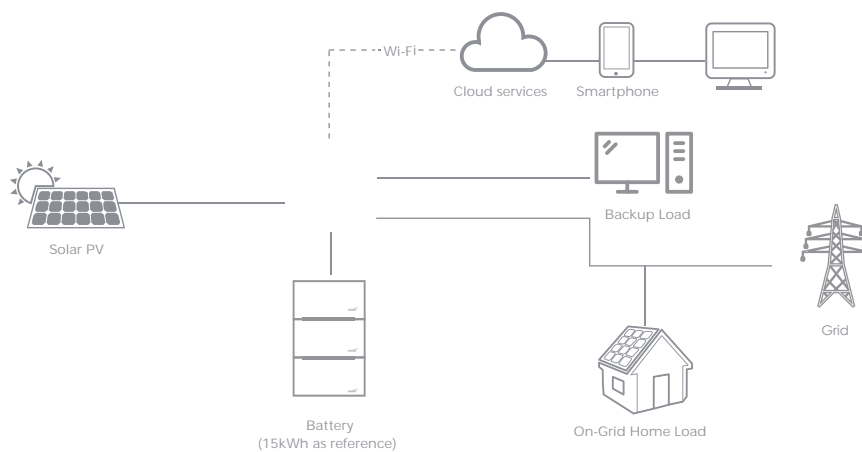 Wi-Fi
Cloud services
Smartphone
Backup Load
Solar PV
Grid
Battery
(15kWh as reference)
On-Grid Home Load